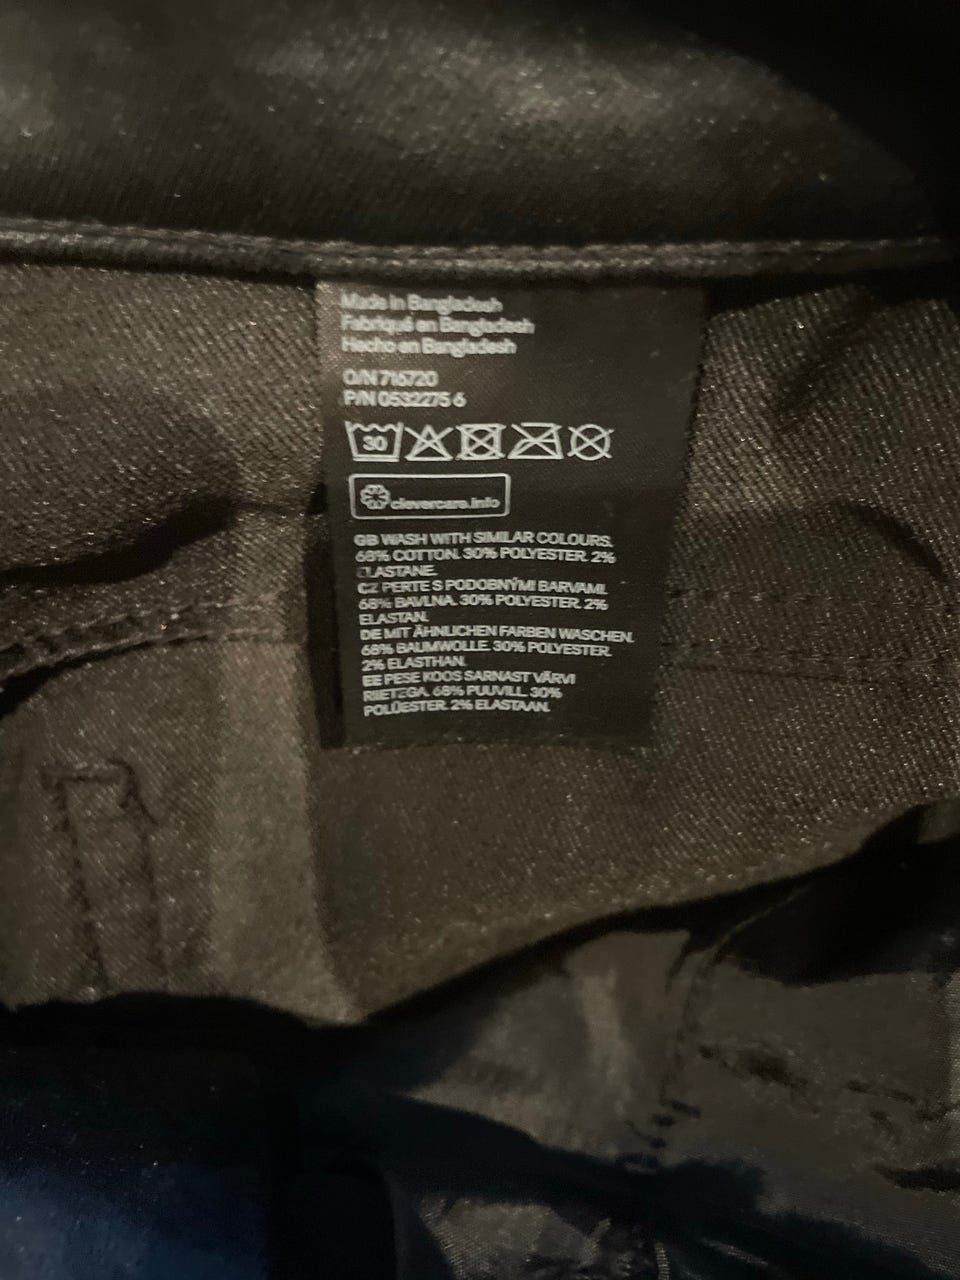 Made in Bangladesh
Fabriqué en Bangladesh
Hecho en Bangladesh
O/N 716720
P/N 0532275 6
30
clevercare.info
GB WASH WITH SIMILAR COLOURS.
68% COTTON. 30% POLYESTER. 2%
ELASTANE.
CZ PERTE S PODOBNÝMI BARVAMI.
68% BAVLNA. 30% POLYESTER. 2%
ELASTAN.
DE MIT ÄHNLICHEN FARBEN WASCHEN.
68% BAUMWOLLE. 30% POLYESTER.
2% ELASTHAN.
EE PESE KOOS SARNAST VÄRVI
RIIETEGA. 68% PUUVILL. 30%
POLÜESTER. 2% ELASTAAN.